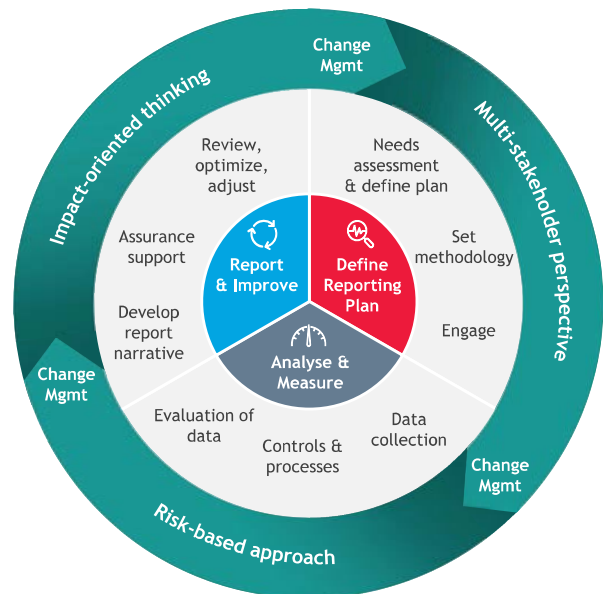 Change
Mgmt
Impact-oriented thinking
Multi-stakeholder perspective
Review,
optimize,
adjust
Needs
assessment
& define plan
Assurance
support
Set
methodology
Report
& Improve
Define
Reporting
Plan
Develop
report
narrative
Engage
Analyse &
Measure
Change
Mgmt
Evaluation of
data
Controls &
processes
Data
collection
Change
Mgmt
Risk-based approach